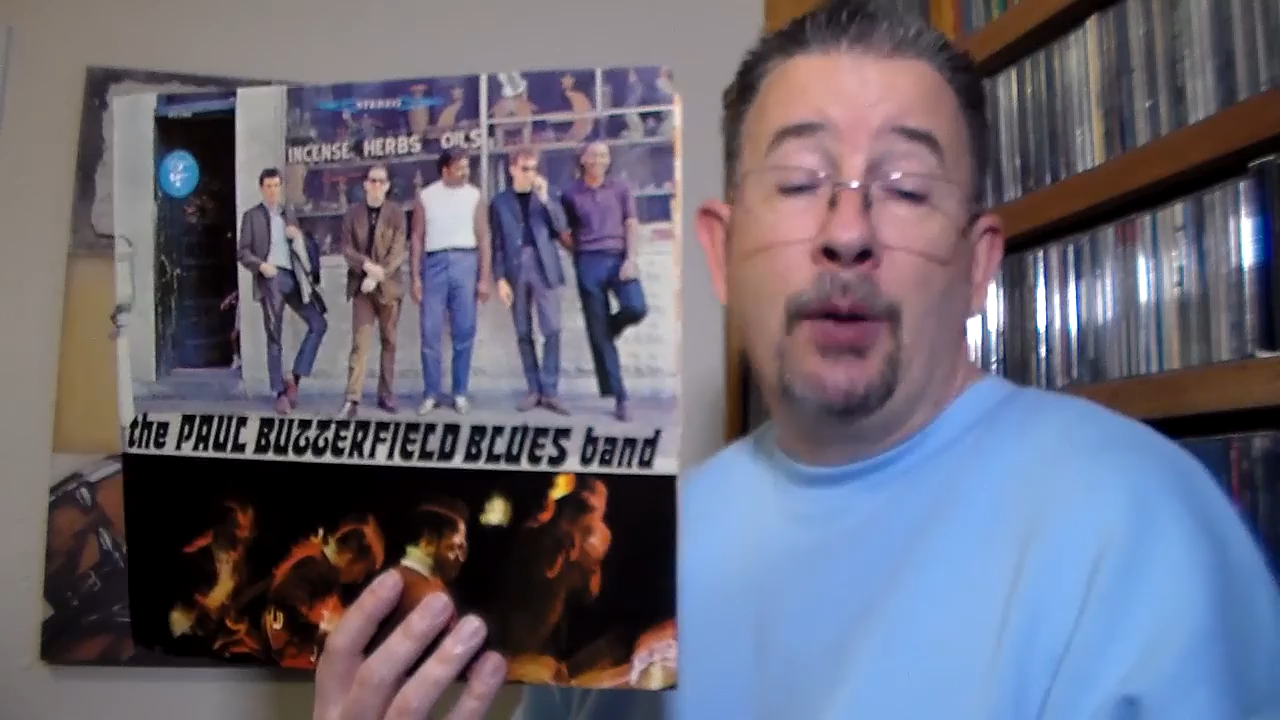 STEREO
INCENSE HERBS OILS
the PAUL BUTTERFIELD BLUES band